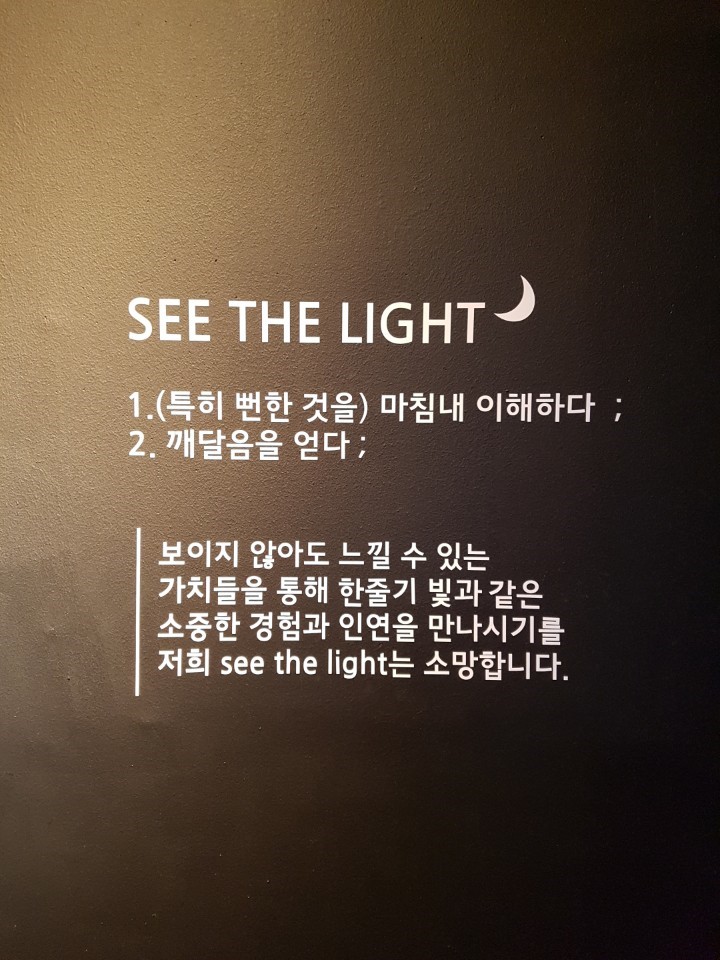 SEE THE LIGHT
1.(특히 뻔한 것을) 마침내 이해하다 ;
2. 깨달음을 얻다 ;
보이지 않아도 느낄 수 있는
가치들을 통해 한줄기 빛과 같은
소중한 경험과 인연을 만나시기를
저희 see the light는 소망합니다.